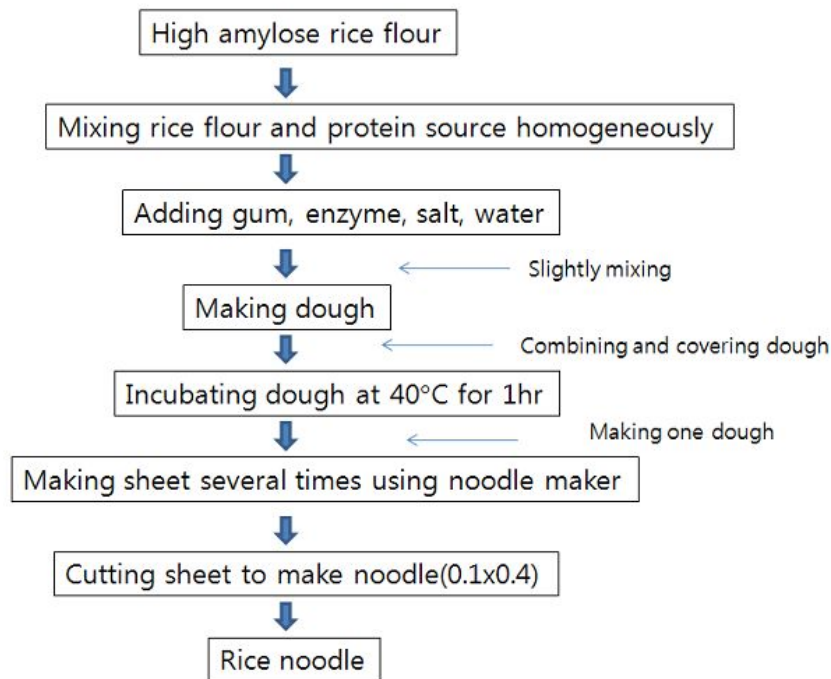 High amylose rice flour
Mixing rice flour and protein source homogeneously
Adding gum, enzyme, salt, water
Slightly mixing
Making dough
Combining and covering dough
Incubating dough at 40°C for 1hr
Making one dough
Making sheet several times using noodle maker
Cutting sheet to make noodle(0.1x0.4)
Rice noodle